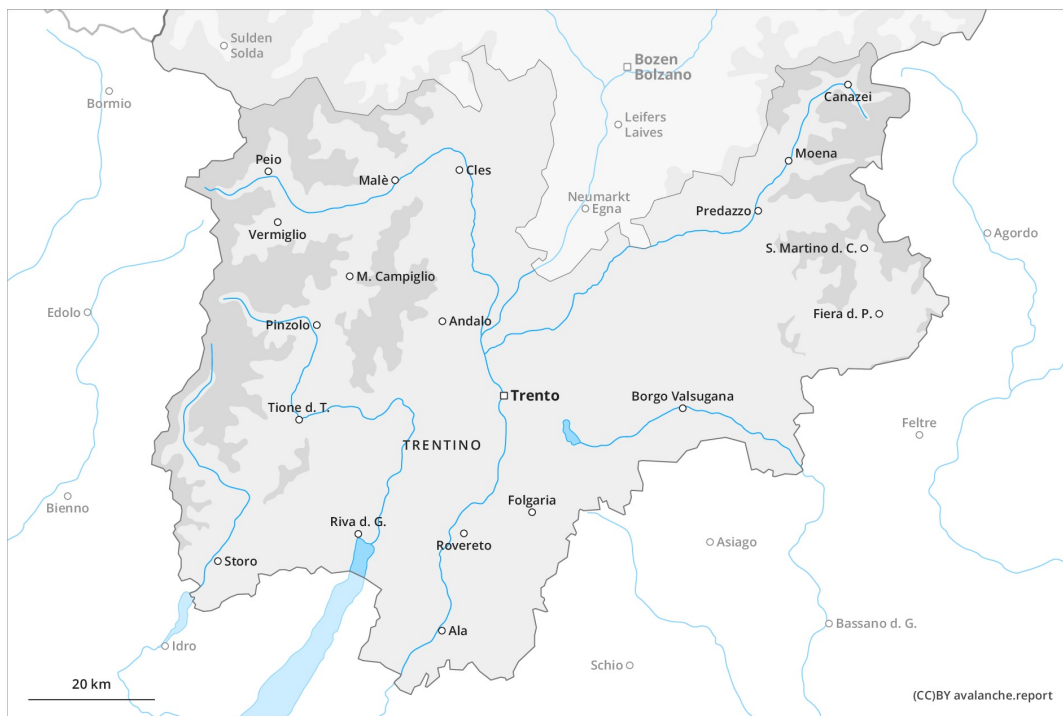 Sulden
Solda
Bozen
Bolzano
Bormio
Canazei
Leifers
Laives
Moena
Peio
Malè
Cles
Neumarkt
Egna
Predazzo
Vermiglio
Agordo
S. Martino d. C.
M. Campiglio
Edolo
Pinzolo
Andalo
Fiera d. P.
Trento
Borgo Valsugana
Tione d. T.
Feltre
TRENTINO
Bienno
Folgaria
Riva d. G.
Rovereto
Asiago
Storo
Ala
Bassano d. G.
Idro
Schio
20 km
(CC)BY avalanche.report